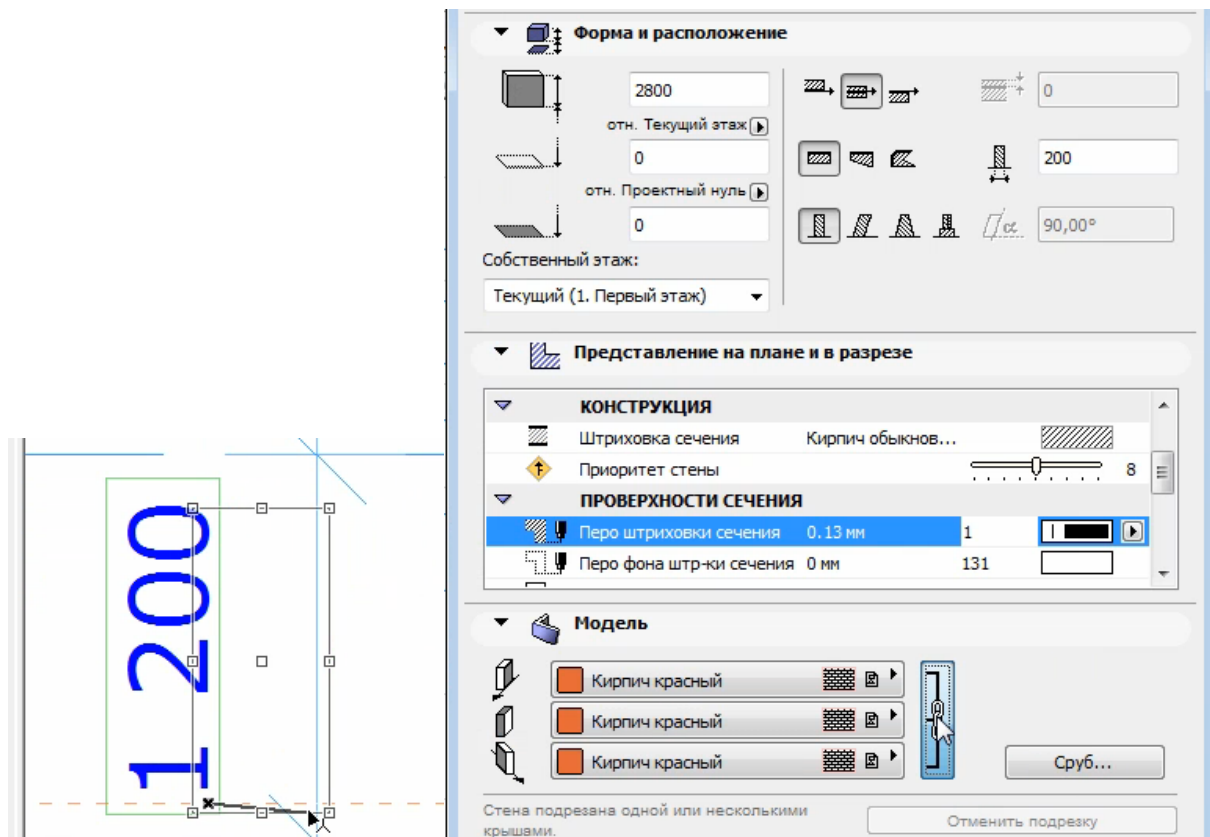 1 200
Форма и расположение
2800
0
отн. Текущий этаж
0
200
отн. Проектный нуль
0
α
90,00°
Собственный этаж:
Текущий (1. Первый этаж)
Представление на плане и в разрезе
КОНСТРУКЦИЯ
Штриховка сечения Кирпич обыкнов...
Приоритет стены 8
ПРОВЕРХНОСТИ СЕЧЕНИЯ
Перо штриховки сечения 0.13 мм 1
Перо фона штр-ки сечения 0 мм 131
Модель
Кирпич красный
Кирпич красный
Кирпич красный
Сруб...
Стена подрезана одной или несколькими
крышами.
Отменить подрезку